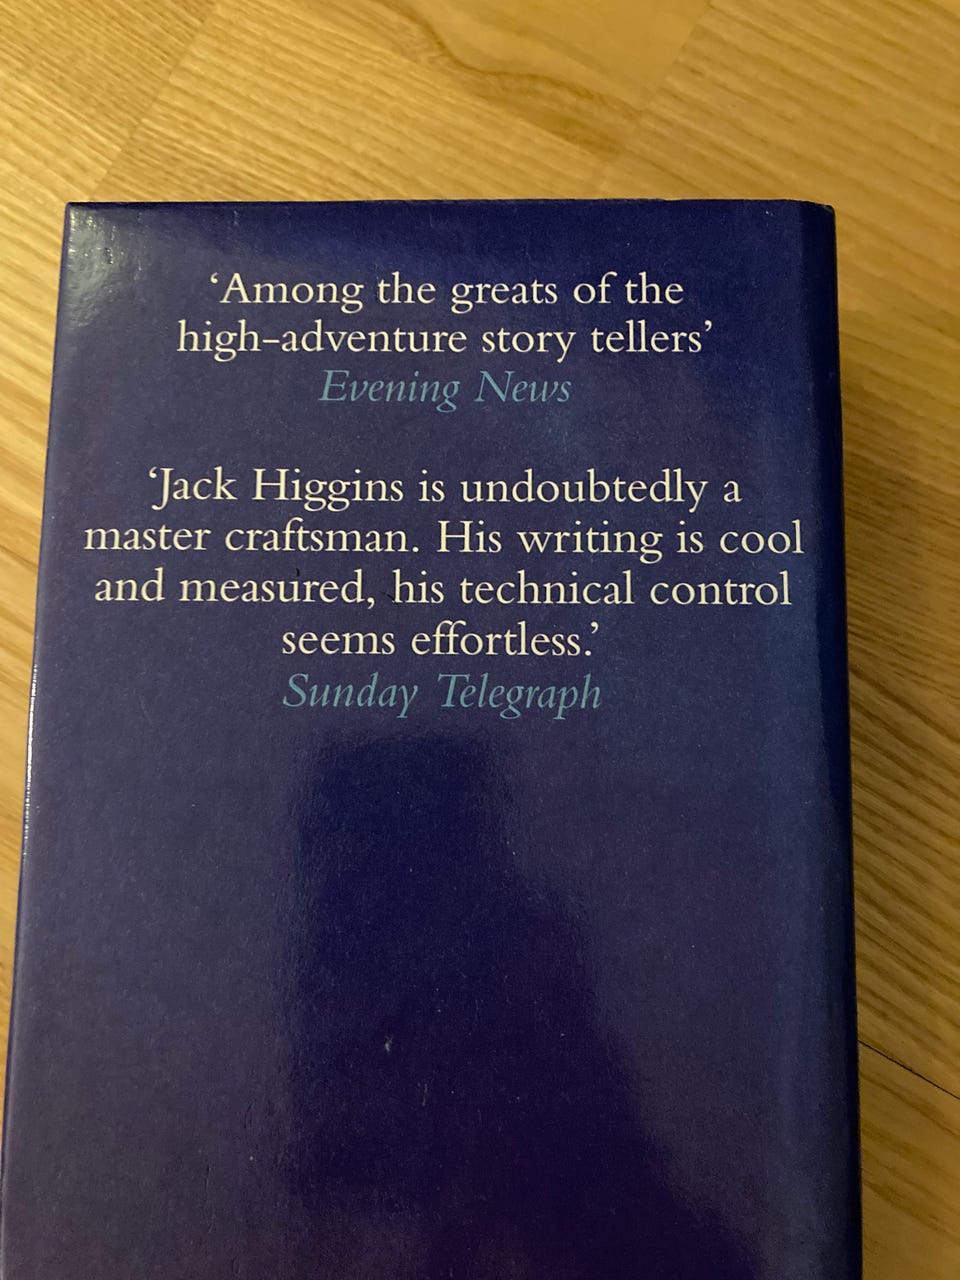 ‘Among the greats of the
high-adventure story tellers’
Evening News
‘Jack Higgins is undoubtedly a
master craftsman. His writing is cool
and measured, his technical control
seems effortless.’
Sunday Telegraph